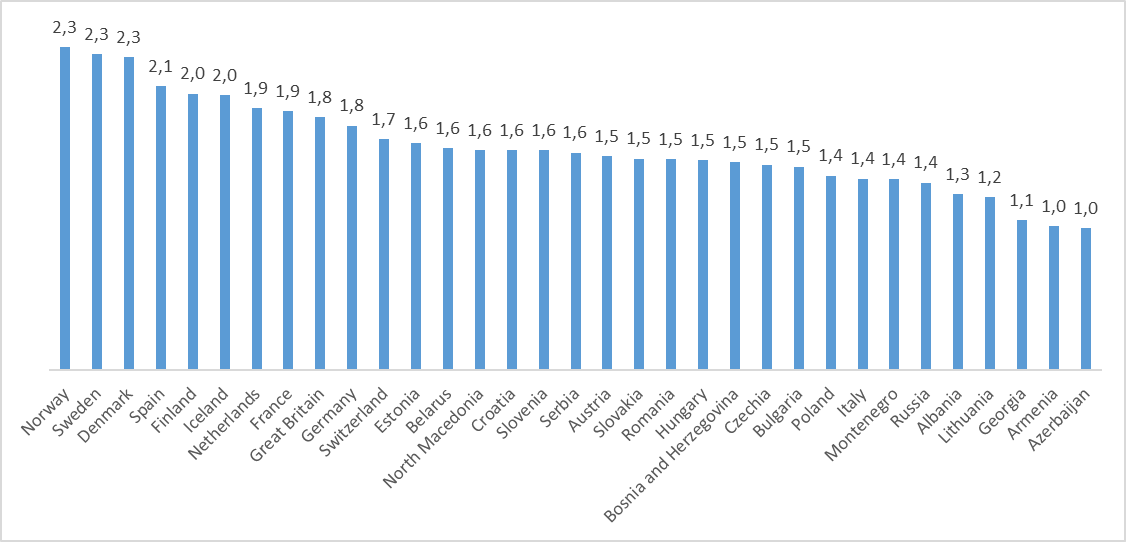 2,3
2,3
2,3
2,1
2,0
2,0
1,9
1,9
1,8
1,8
1,7
1,6
1,6
1,6
1,6
1,6
1,6
1,5
1,5
1,5
1,5
1,5
1,5
1,5
1,4
1,4
1,4
1,4
1,3
1,2
1,1
1,0
1,0
Norway
Sweden
Denmark
Spain
Finland
Iceland
Netherlands
France
Great Britain
Germany
Switzerland
Estonia
Belarus
North Macedonia
Croatia
Slovenia
Serbia
Austria
Slovakia
Romania
Hungary
Bosnia and Herzegovina
Czechia
Bulgaria
Poland
Italy
Montenegro
Russia
Albania
Lithuania
Georgia
Armenia
Azerbaijan